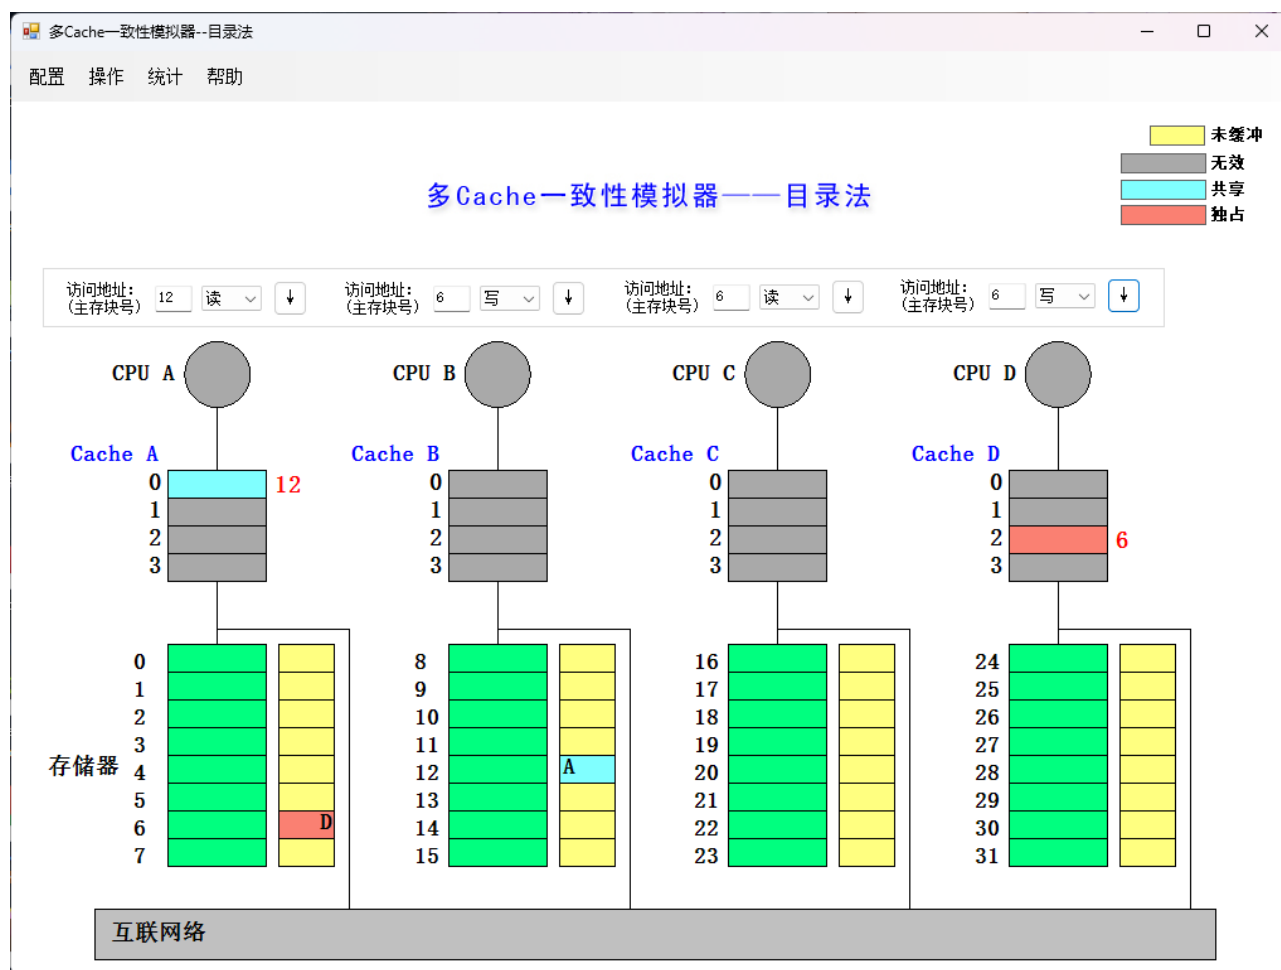 多Cache一致性模拟器--目录法
配置 操作 统计 帮助
未缓冲
无效
共享
独占
多Cache一致性模拟器——目录法
访问地址: (主存块号) 12 读 ↓ 访问地址: (主存块号) 6 写 ↓ 访问地址: (主存块号) 6 读 ↓ 访问地址: (主存块号) 6 写 ↓
CPU A CPU B CPU C CPU D
Cache A Cache B Cache C Cache D
0 12 0 0 0
1 1 1 1
2 2 2 2 6
3 3 3 3
0 8 16 24
1 9 17 25
2 10 18 26
3 11 19 27
存储器 4 12 A 20 28
5 13 21 29
6 D 14 22 30
7 15 23 31
互联网络